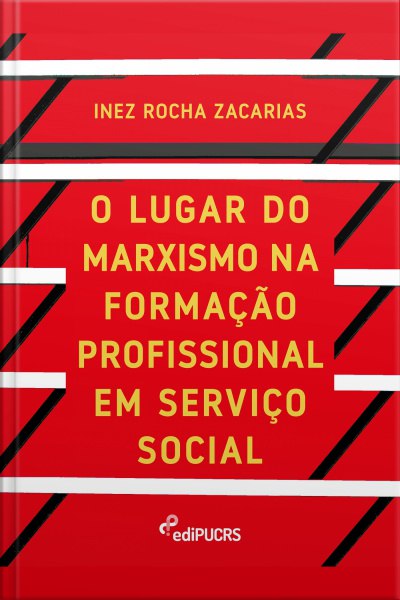 INEZ ROCHA ZACARIAS
O LUGAR DO
MARXISMO NA
FORMAÇÃO
PROFISSIONAL
EM SERVIÇO
SOCIAL
ediPUCRS